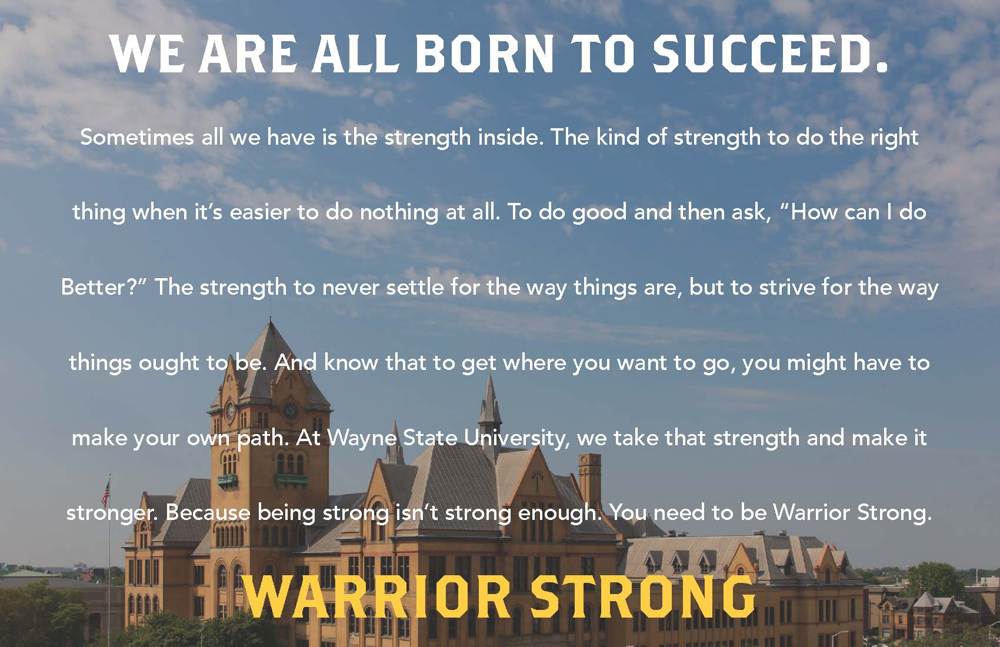 WE ARE ALL BORN TO SUCCEED.
Sometimes all we have is the strength inside. The kind of strength to do the right
thing when it’s easier to do nothing at all. To do good and then ask, “How can I do
Better?” The strength to never settle for the way things are, but to strive for the way
things ought to be. And know that to get where you want to go, you might have to
make your own path. At Wayne State University, we take that strength and make it
stronger. Because being strong isn’t strong enough. You need to be Warrior Strong.
WARRIOR STRONG